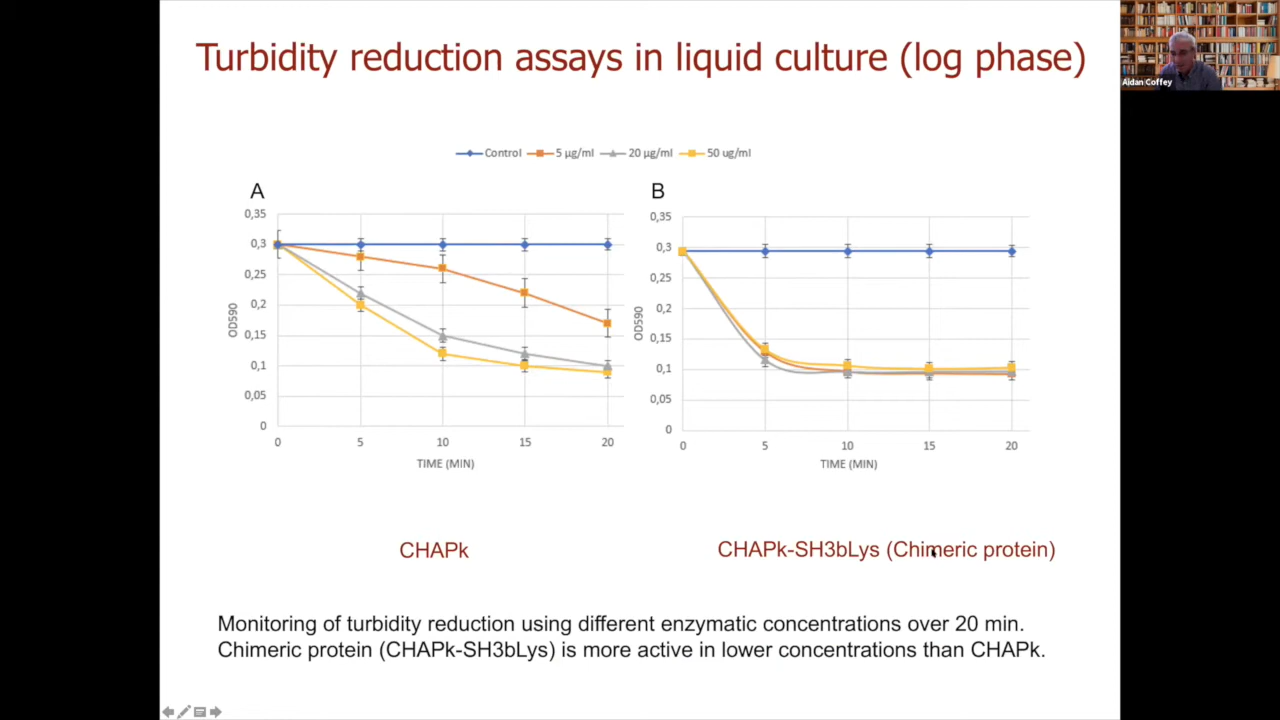 Turbidity reduction assays in liquid culture (log phase)
Aidan Coffey
Control 5 µg/ml 20 µg/ml 50 ug/ml
A
0,35
0,3
0,25
0,2
0,15
0,1
0,05
0
OD590
0 5 10 15 20
TIME (MIN)
B
0,35
0,3
0,25
0,2
0,15
0,1
0,05
0
OD590
0 5 10 15 20
TIME (MIN)
CHAPk
CHAPk-SH3bLys (Chimeric protein)
Monitoring of turbidity reduction using different enzymatic concentrations over 20 min.
Chimeric protein (CHAPk-SH3bLys) is more active in lower concentrations than CHAPk.